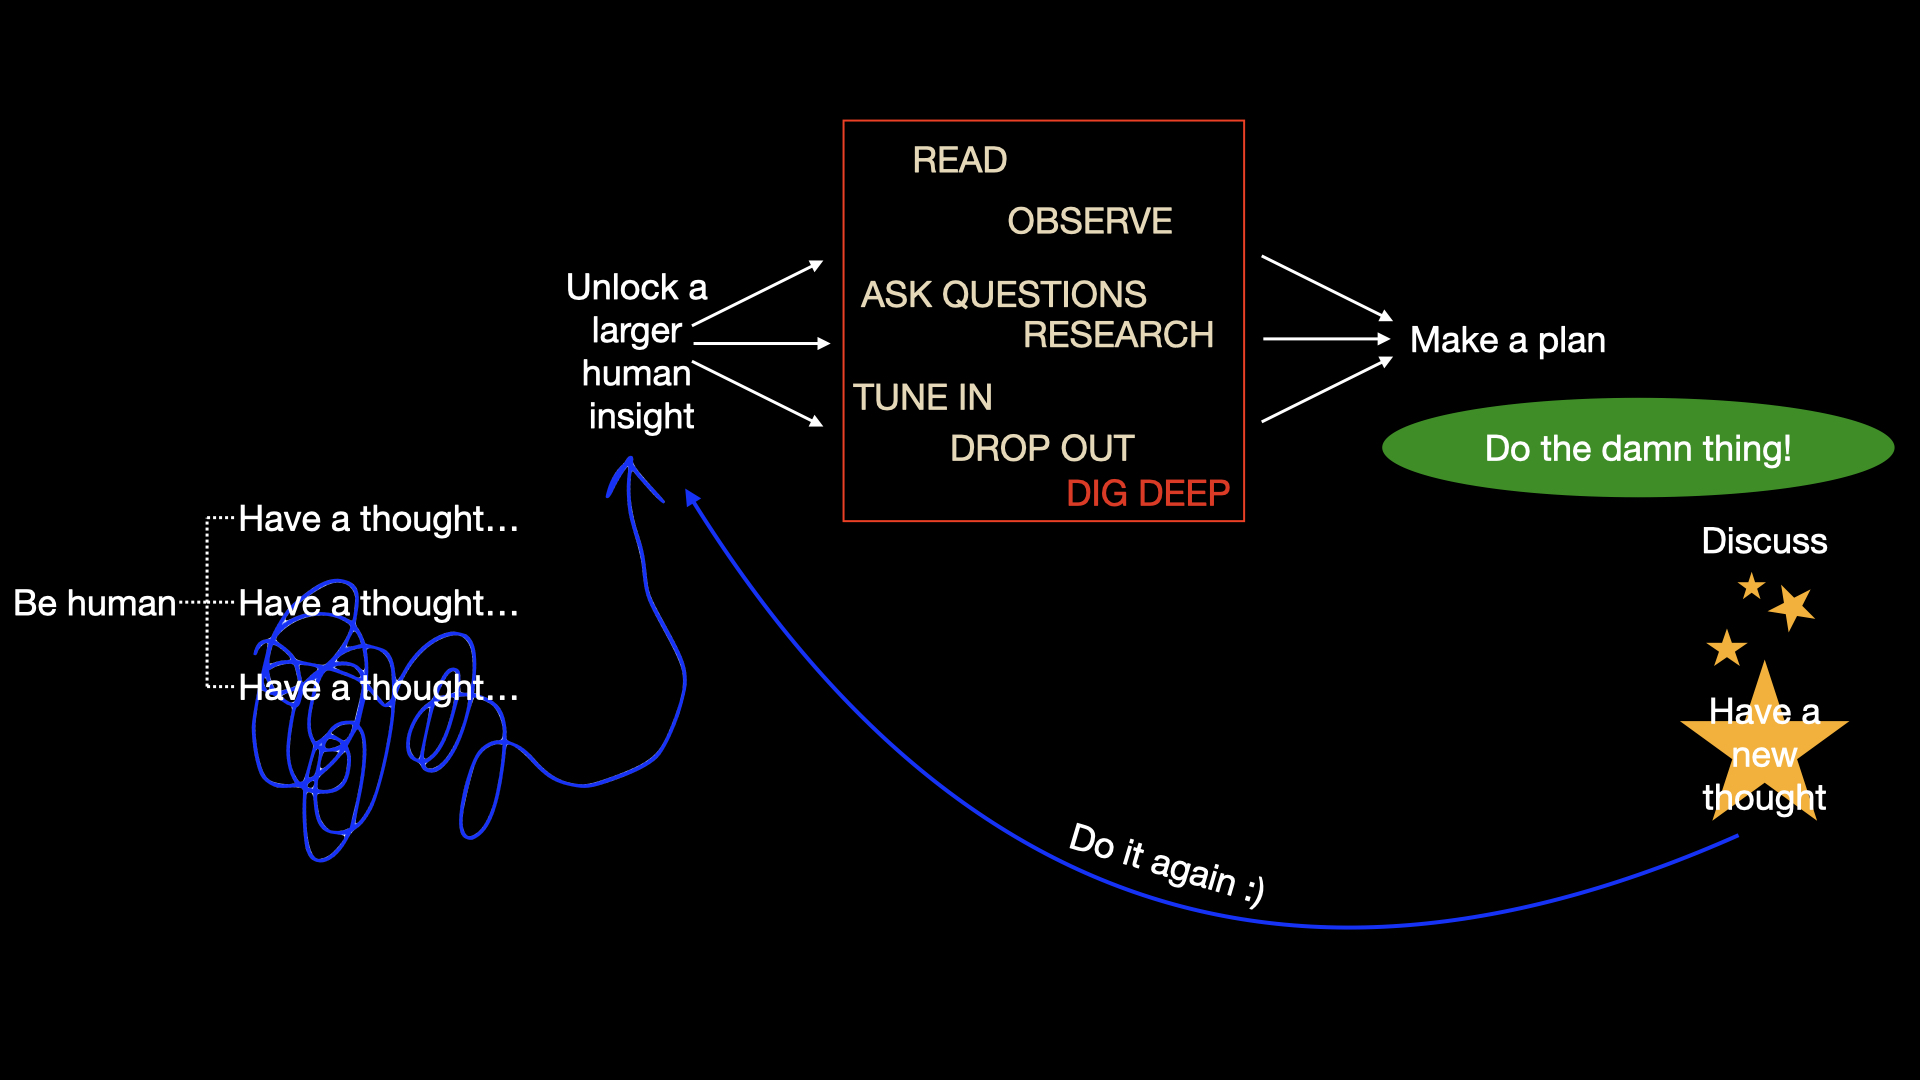 Be human
Have a thought…
Have a thought…
Have a thought…
Unlock a
larger
human
insight
READ
OBSERVE
ASK QUESTIONS
RESEARCH
TUNE IN
DROP OUT
DIG DEEP
Make a plan
Do the damn thing!
Discuss
Have a
new
thought
Do it again :)